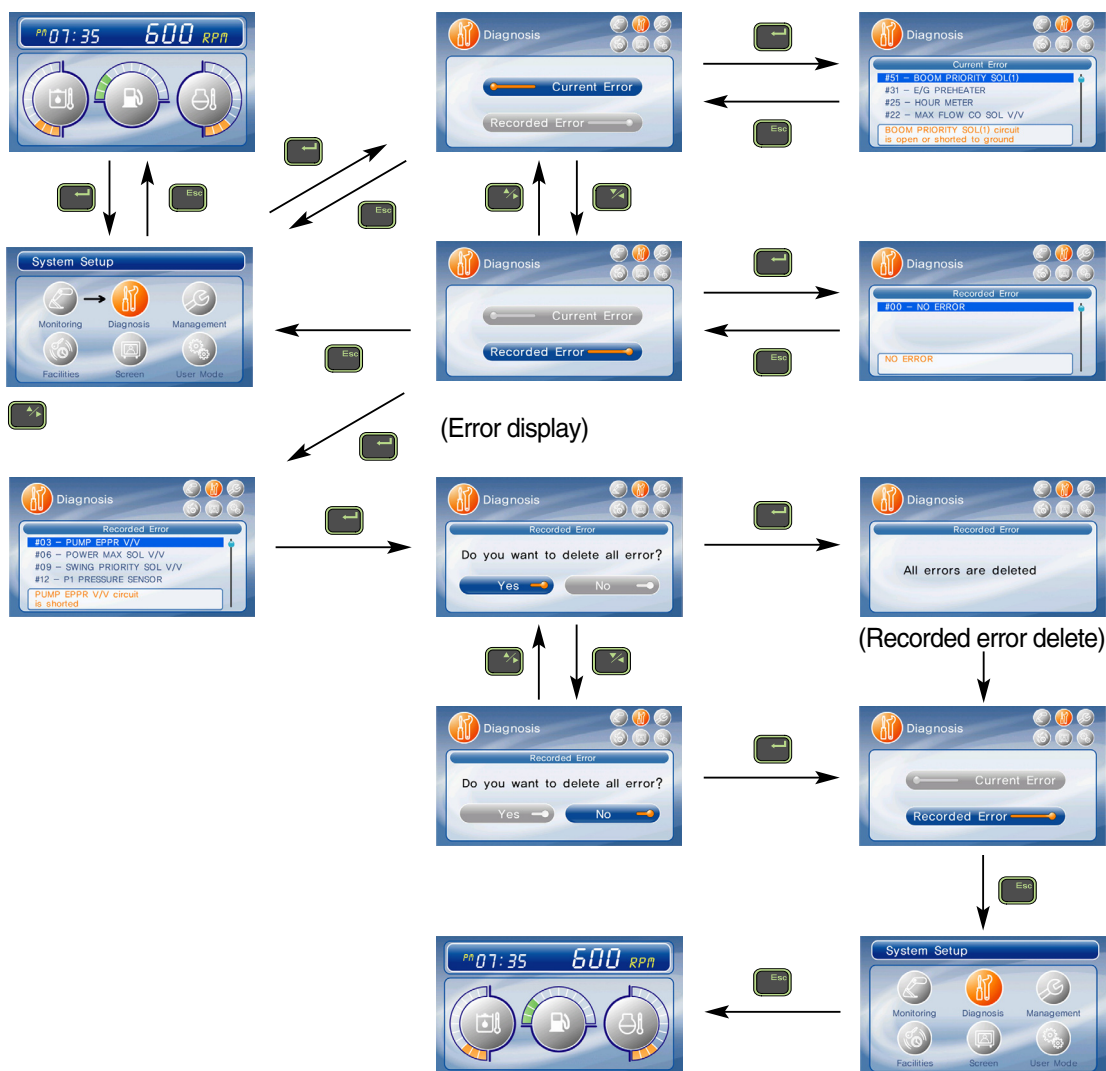 PM 07:35 600 RPM
Diagnosis
Current Error
Recorded Error
Diagnosis
Current Error
#51 - BOOM PRIORITY SOL(1)
#31 - E/G PREHEATER
#25 - HOUR METER
#22 - MAX FLOW CO SOL V/V
BOOM PRIORITY SOL(1) circuit
is open or shorted to ground
Esc
Esc
Esc
System Setup
Monitoring Diagnosis Management
Facilities Screen User Mode
Diagnosis
Current Error
Recorded Error
Diagnosis
Recorded Error
#00 - NO ERROR
NO ERROR
Esc
Esc
(Error display)
Diagnosis
Recorded Error
#03 - PUMP EPPR V/V
#06 - POWER MAX SOL V/V
#09 - SWING PRIORITY SOL V/V
#12 - P1 PRESSURE SENSOR
PUMP EPPR V/V circuit
is shorted
Diagnosis
Recorded Error
Do you want to delete all error?
Yes No
Diagnosis
Recorded Error
All errors are deleted
(Recorded error delete)
Diagnosis
Recorded Error
Do you want to delete all error?
Yes No
Diagnosis
Current Error
Recorded Error
Esc
PM 07:35 600 RPM
Esc
System Setup
Monitoring Diagnosis Management
Facilities Screen User Mode